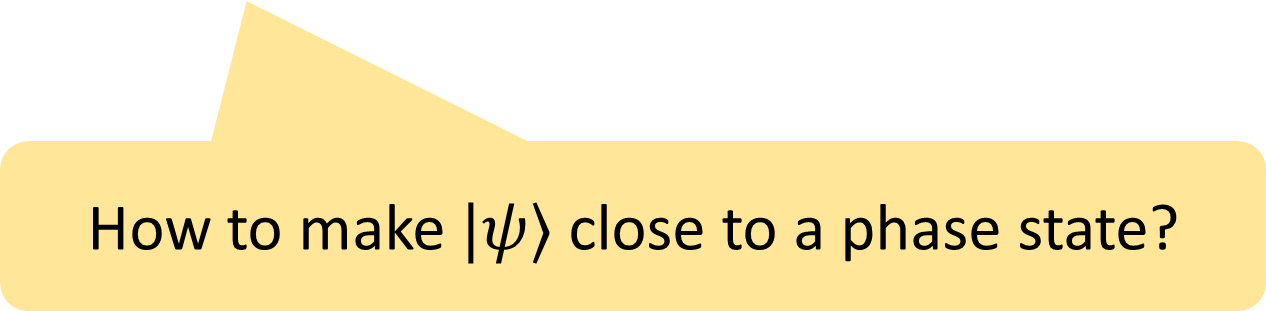 How to make |ψ⟩ close to a phase state?